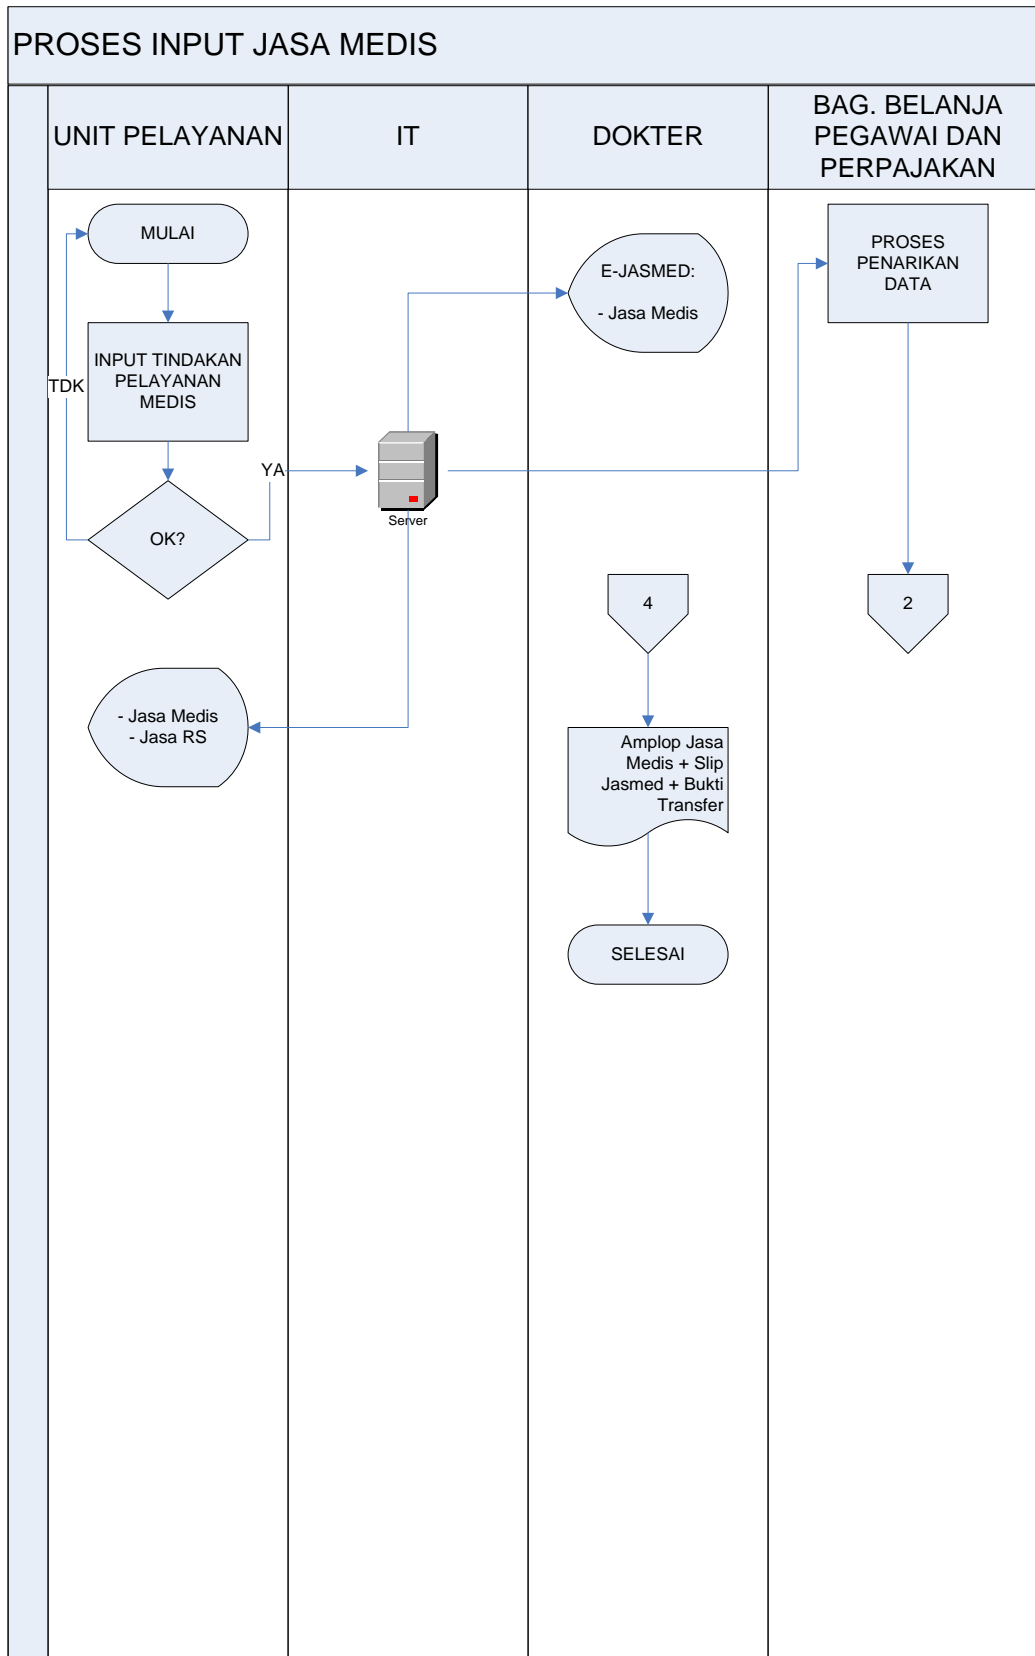 PROSES INPUT JASA MEDIS
UNIT PELAYANAN
IT
DOKTER
BAG. BELANJA
PEGAWAI DAN
PERPAJAKAN
MULAI
INPUT TINDAKAN
PELAYANAN
MEDIS
TDK
OK?
YA
- Jasa Medis
- Jasa RS
Server
E-JASMED:
- Jasa Medis
4
Amplop Jasa
Medis + Slip
Jasmed + Bukti
Transfer
SELESAI
PROSES
PENARIKAN
DATA
2